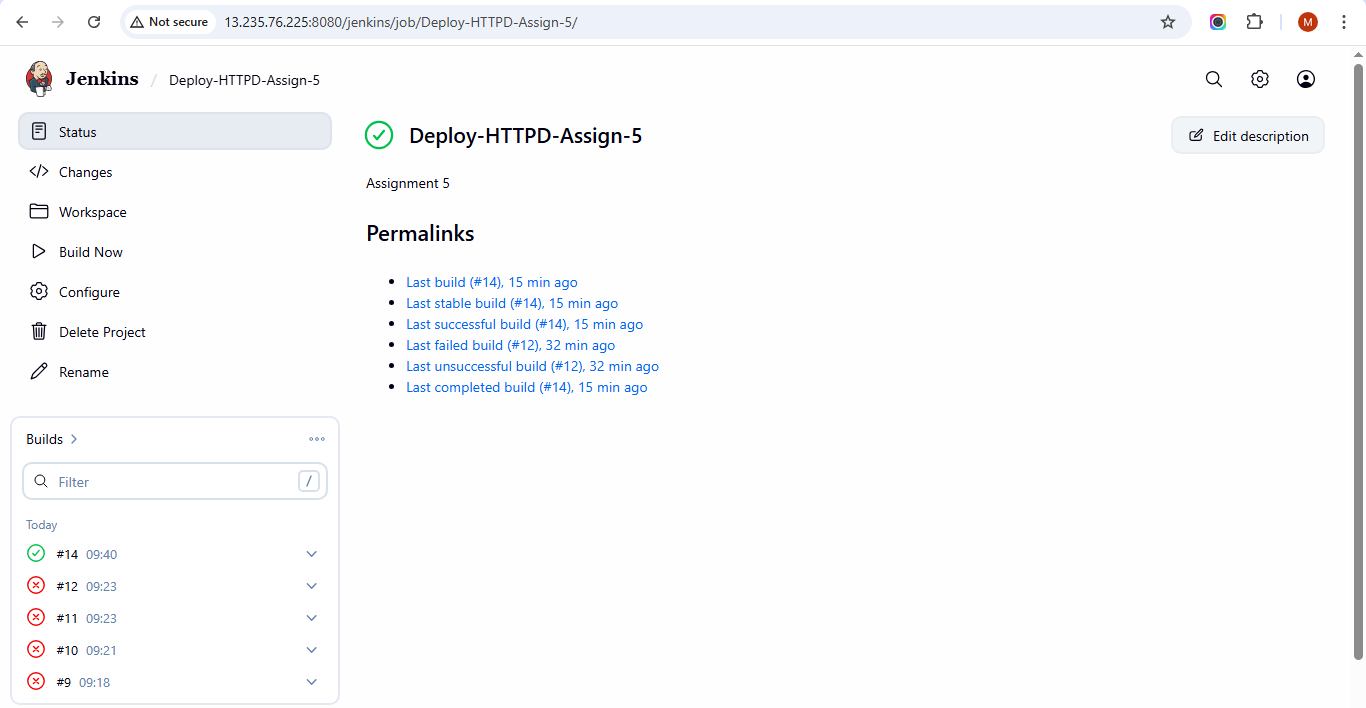 Not secure 13.235.76.225:8080/jenkins/job/Deploy-HTTPD-Assign-5/ M
Jenkins / Deploy-HTTPD-Assign-5
Status
Changes
Workspace
Build Now
Configure
Delete Project
Rename
Builds
Filter /
Today
#14 09:40
#12 09:23
#11 09:23
#10 09:21
#9 09:18
Deploy-HTTPD-Assign-5
Edit description
Assignment 5
Permalinks
Last build (#14), 15 min ago
Last stable build (#14), 15 min ago
Last successful build (#14), 15 min ago
Last failed build (#12), 32 min ago
Last unsuccessful build (#12), 32 min ago
Last completed build (#14), 15 min ago